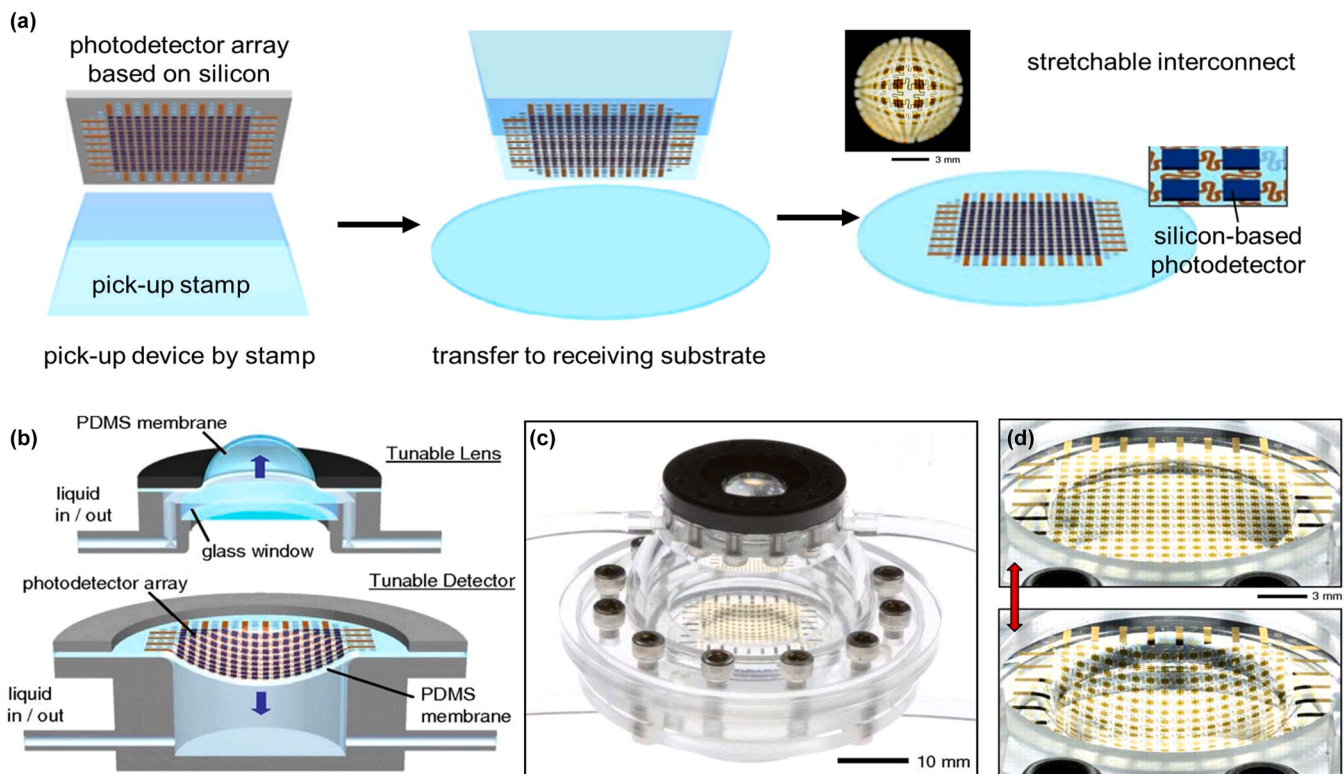 (a)
photodetector array
based on silicon
pick-up stamp
pick-up device by stamp
transfer to receiving substrate
3 mm
stretchable interconnect
silicon-based
photodetector
(b)
PDMS membrane
Tunable Lens
liquid
in / out
glass window
photodetector array
Tunable Detector
liquid
in / out
PDMS
membrane
(c)
10 mm
(d)
3 mm